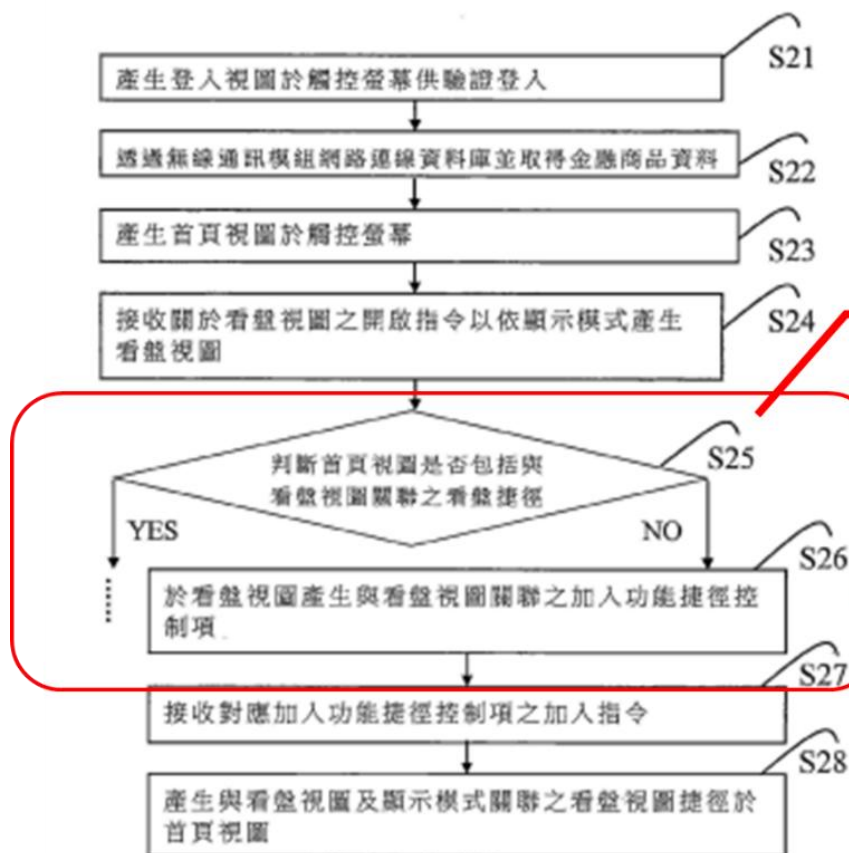 S21
產生登入視圖於觸控螢幕供驗證登入
透過無線通訊模組網路連線資料庫並取得金融商品資料
S22
產生首頁視圖於觸控螢幕
S23
接收關於看盤視圖之開啟指令以依顯示模式產生
看盤視圖
S24
判斷首頁視圖是否包括與
看盤視圖關聯之看盤捷徑
S25
YES
NO
S26
於看盤視圖產生與看盤視圖關聯之加入功能捷徑控
制項
S27
接收對應加入功能捷徑控制項之加入指令
S28
產生與看盤視圖及顯示模式關聯之看盤視圖捷徑於
首頁視圖